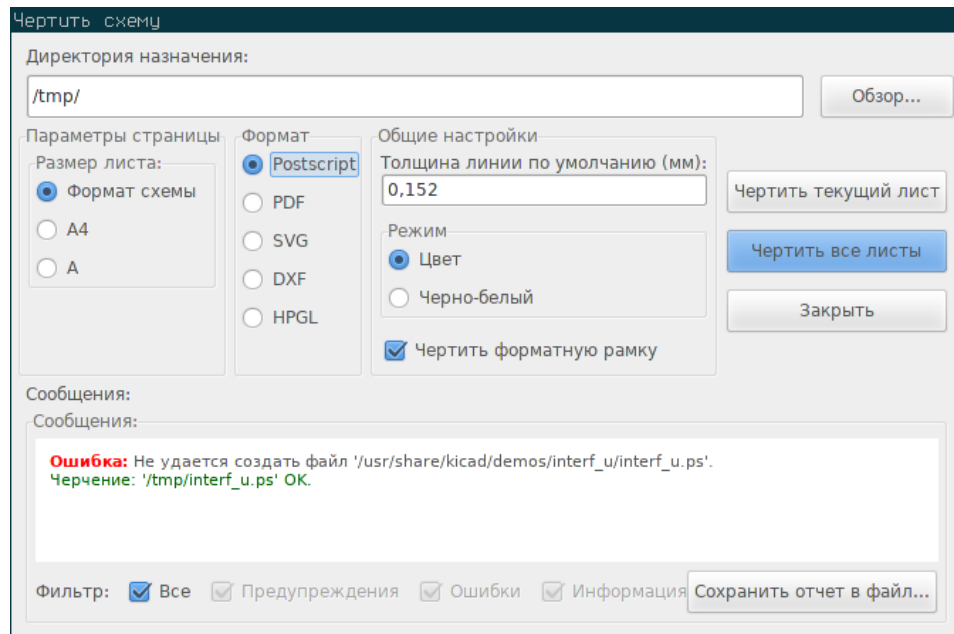 Чертить схему
Директория назначения:
/tmp/
Обзор...
Параметры страницы
Размер листа:
Формат схемы
A4
A
Формат
Postscript
PDF
SVG
DXF
HPGL
Общие настройки
Толщина линии по умолчанию (мм):
0,152
Режим
Цвет
Черно-белый
Чертить форматную рамку
Чертить текущий лист
Чертить все листы
Закрыть
Сообщения:
Сообщения:
Ошибка: Не удается создать файл '/usr/share/kicad/demos/interf_u/interf_u.ps'.
Черчение: '/tmp/interf_u.ps' OK.
Фильтр: Все Предупреждения Ошибки Информация Сохранить отчет в файл...